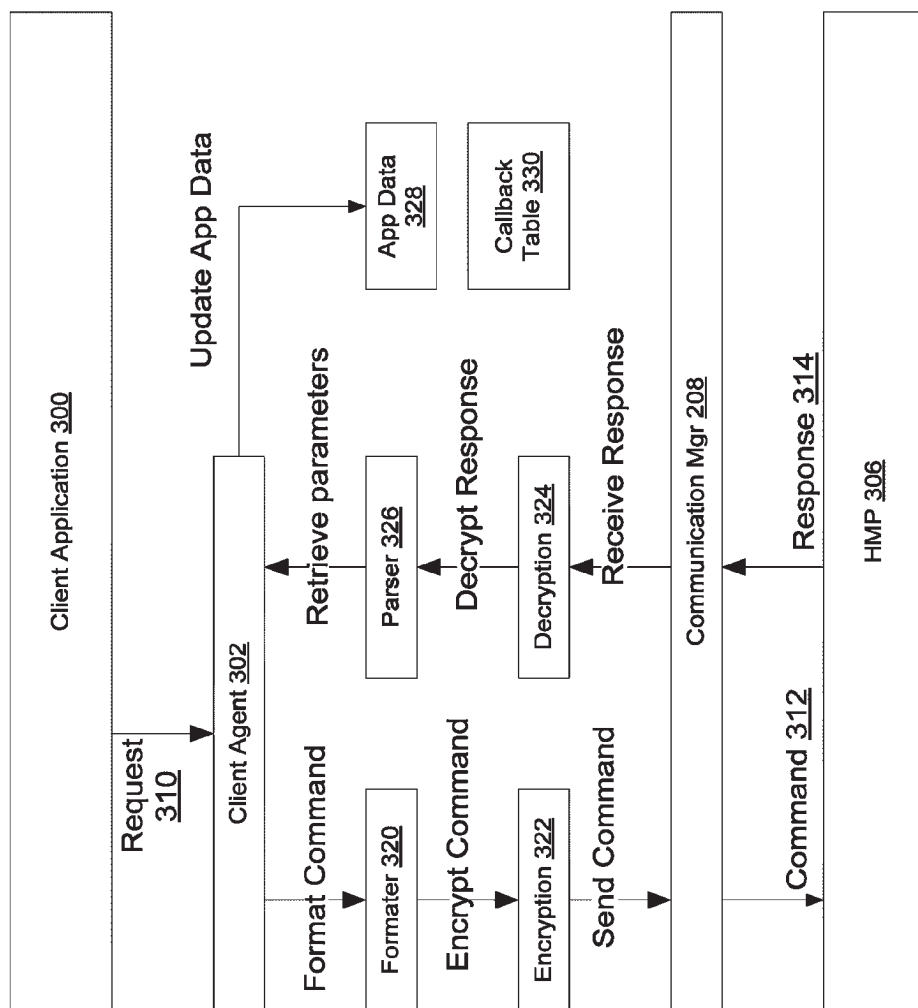 Client Application 300
Request
310
Client Agent 302
Update App Data
Format Command
Retrieve parameters
Formater 320
Parser 326
App Data
328
Encrypt Command
Decrypt Response
Encryption 322
Decryption 324
Callback
Table 330
Send Command
Receive Response
Communication Mgr 208
Command 312
Response 314
HMP 306